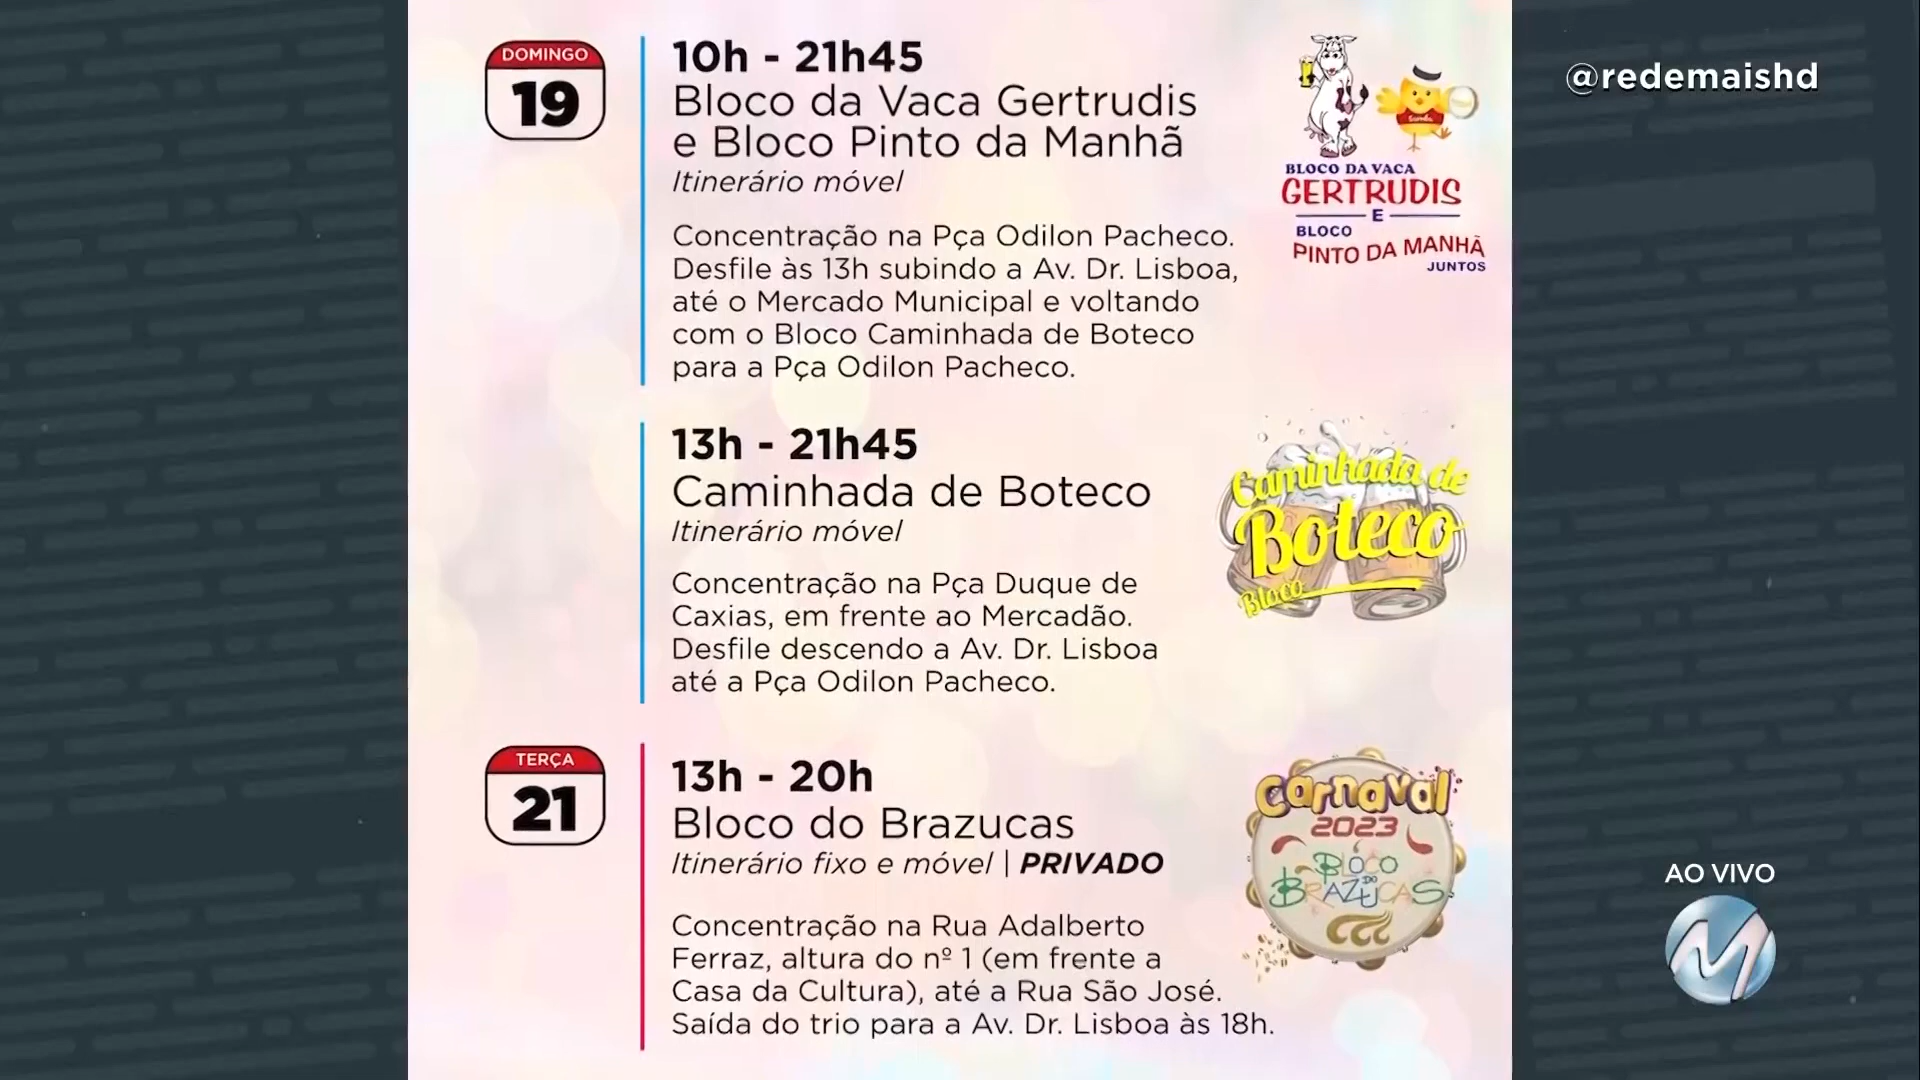 @redemaishd
DOMINGO
19
10h - 21h45
Bloco da Vaca Gertrudis
e Bloco Pinto da Manhã
Itinerário móvel
Concentração na Pça Odilon Pacheco.
Desfile às 13h subindo a Av. Dr. Lisboa,
até o Mercado Municipal e voltando
com o Bloco Caminhada de Boteco
para a Pça Odilon Pacheco.
Samba
BLOCO DA VACA
GERTRUDIS
E
BLOCO
PINTO DA MANHÃ
JUNTOS
13h - 21h45
Caminhada de Boteco
Itinerário móvel
Concentração na Pça Duque de
Caxias, em frente ao Mercadão.
Desfile descendo a Av. Dr. Lisboa
até a Pça Odilon Pacheco.
Caminhada de
Boteco
Bloco
TERÇA
21
13h - 20h
Bloco do Brazucas
Itinerário fixo e móvel | PRIVADO
Concentração na Rua Adalberto
Ferraz, altura do nº 1 (em frente a
Casa da Cultura), até a Rua São José.
Saída do trio para a Av. Dr. Lisboa às 18h.
Carnaval
2023
BLOCO
DO
BRAZUCAS
AO VIVO
M